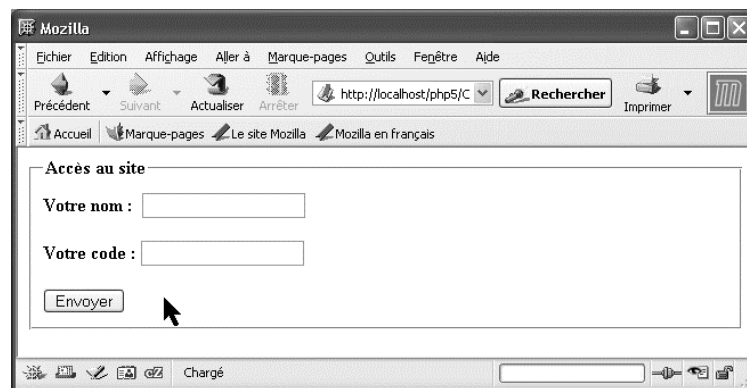 Mozilla
Fichier Edition Affichage Aller à Marque-pages Outils Fenêtre Aide
Précédent Suivant Actualiser Arrêter http://localhost/php5/C Rechercher Imprimer
Accueil Marque-pages Le site Mozilla Mozilla en français
Accès au site
Votre nom :
Votre code :
Envoyer
Chargé